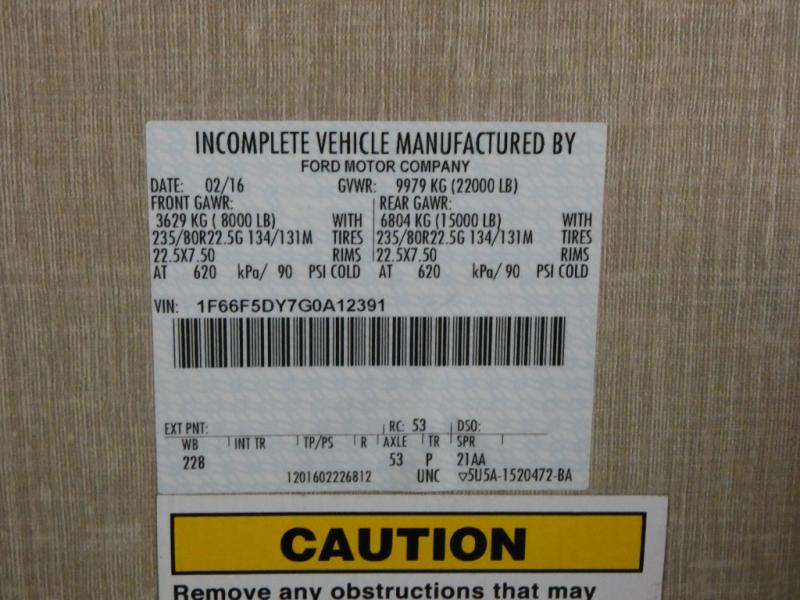 INCOMPLETE VEHICLE MANUFACTURED BY
FORD MOTOR COMPANY
DATE: 02/16 GVWR: 9979 KG (22000 LB)
FRONT GAWR: REAR GAWR:
3629 KG ( 8000 LB) WITH 6804 KG (15000 LB) WITH
235/80R22.5G 134/131M TIRES 235/80R22.5G 134/131M TIRES
22.5X7.50 RIMS 22.5X7.50 RIMS
AT 620 kPa/ 90 PSI COLD AT 620 kPa/ 90 PSI COLD
VIN: 1F66F5DY7G0A12391
EXT PNT: RC: 53 DSO:
WB INT TR TP/PS R AXLE TR SPR
228 53 P 21AA
1201602226812 UNC ▽5U5A-1520472-BA
CAUTION
Remove any obstructions that may